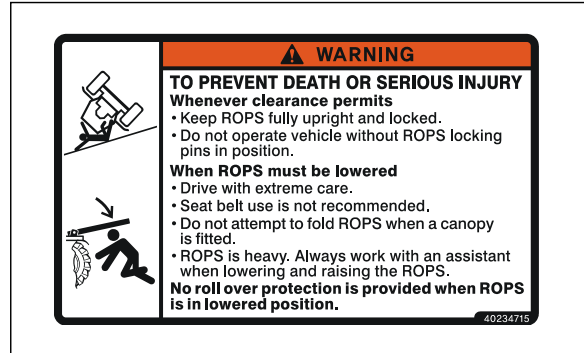 WARNING
TO PREVENT DEATH OR SERIOUS INJURY
Whenever clearance permits
• Keep ROPS fully upright and locked.
• Do not operate vehicle without ROPS locking
pins in position.
When ROPS must be lowered
• Drive with extreme care.
• Seat belt use is not recommended.
• Do not attempt to fold ROPS when a canopy
is fitted.
• ROPS is heavy. Always work with an assistant
when lowering and raising the ROPS.
No roll over protection is provided when ROPS
is in lowered position.
40234715